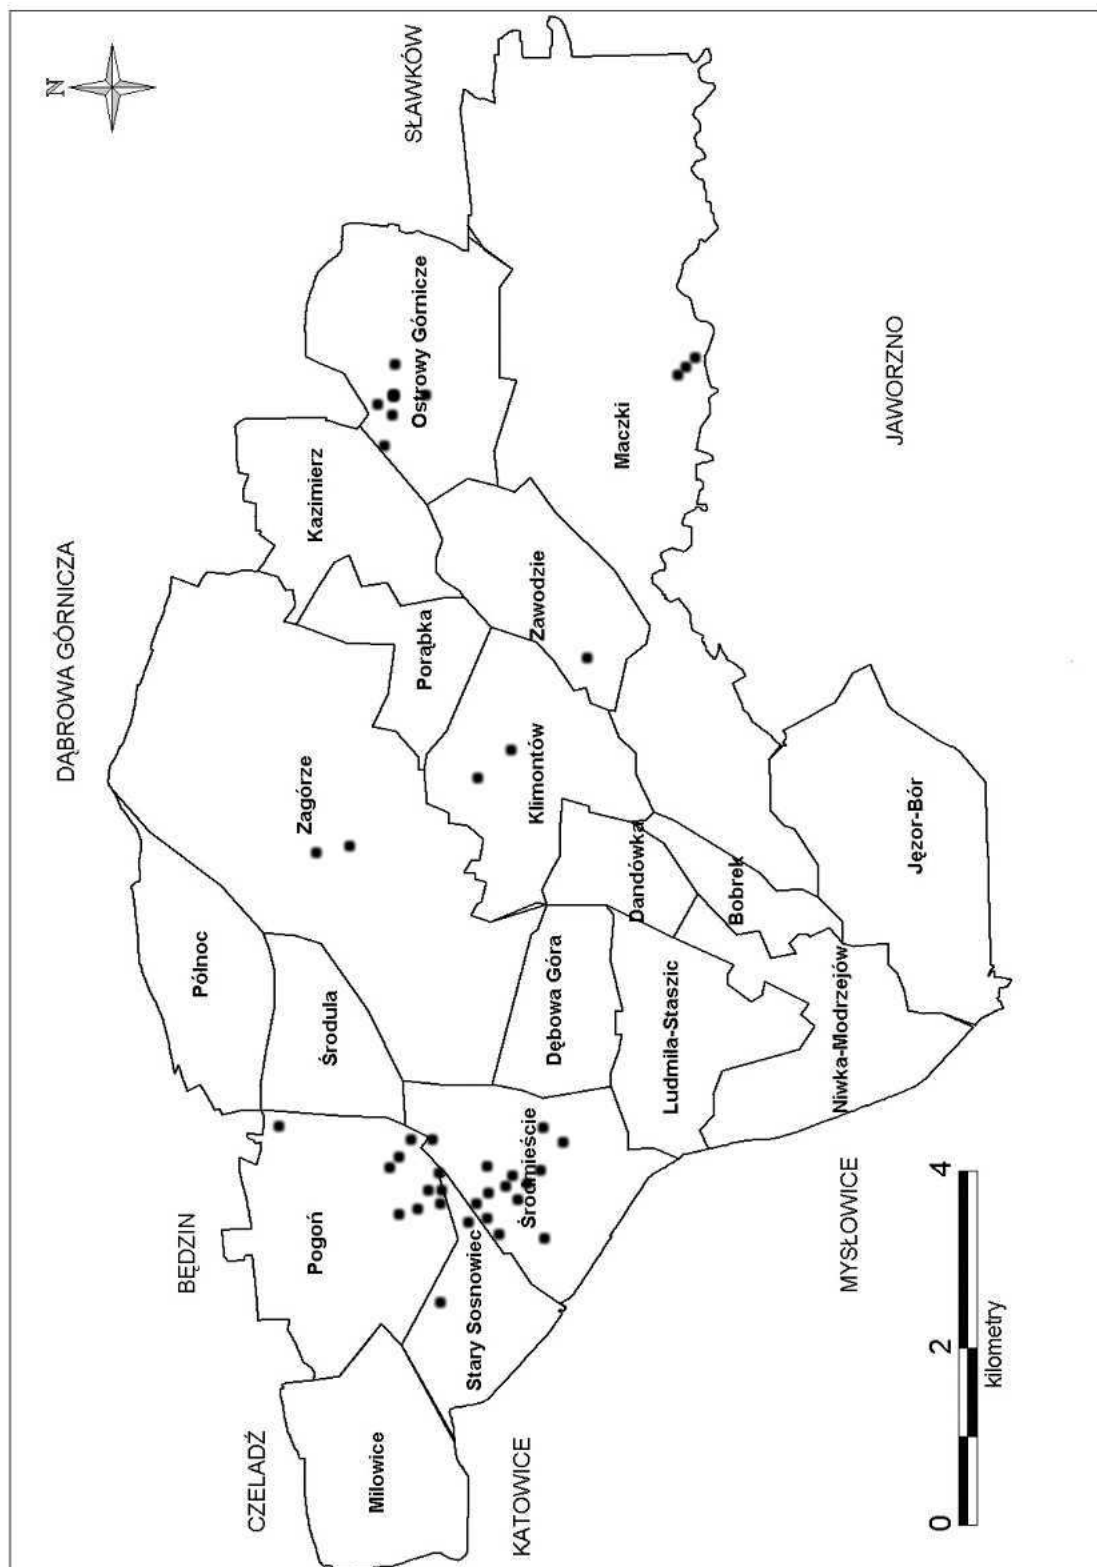 N
SŁAWKÓW
DĄBROWA GÓRNICZA
BĘDZIN
CZELADŹ
KATOWICE
MYSŁOWICE
JAWORZNO
Ostrowy Górnicze
Kazimierz
Maczki
Porąbka
Zawodzie
Zagórze
Klimontów
Północ
Środula
Dandówka
Bobrek
Jęzor-Bór
Dębowa Góra
Ludmiła-Staszic
Niwka-Modrzejów
Pogoń
Śródmieście
Stary Sosnowiec
Milowice
0 2 4
kilometry